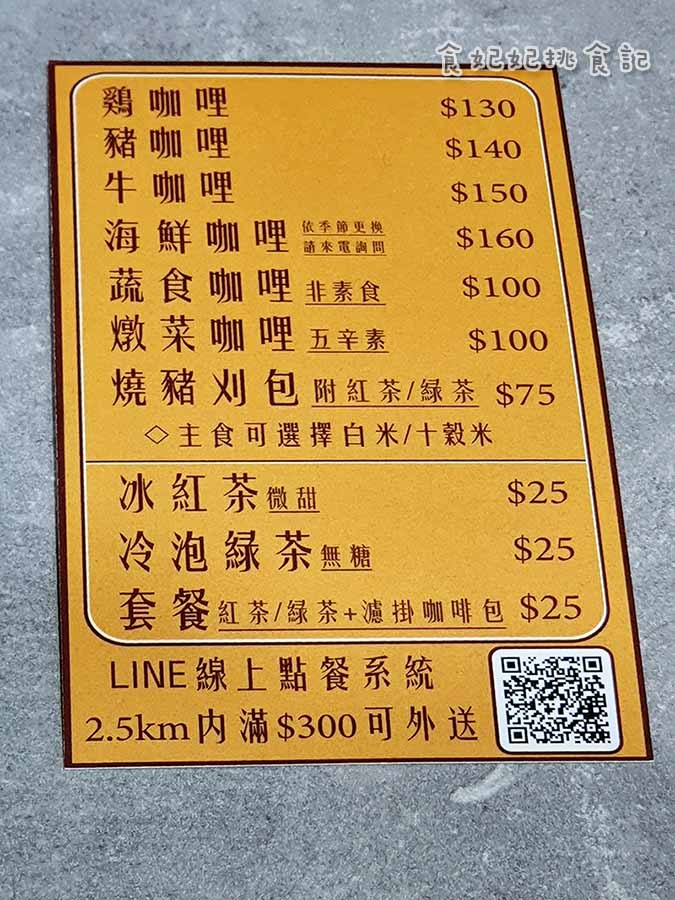 食妃妃挑食記
鷄咖哩 $130
豬咖哩 $140
牛咖哩 $150
海鮮咖哩 依季節更換 請來電詢問 $160
蔬食咖哩 非素食 $100
燉菜咖哩 五辛素 $100
燒豬刈包 附紅茶/綠茶 $75
◇主食可選擇白米/十穀米
冰紅茶 微甜 $25
冷泡綠茶 無糖 $25
套餐 紅茶/綠茶+濾掛咖啡包 $25
LINE線上點餐系統
2.5km內滿$300可外送